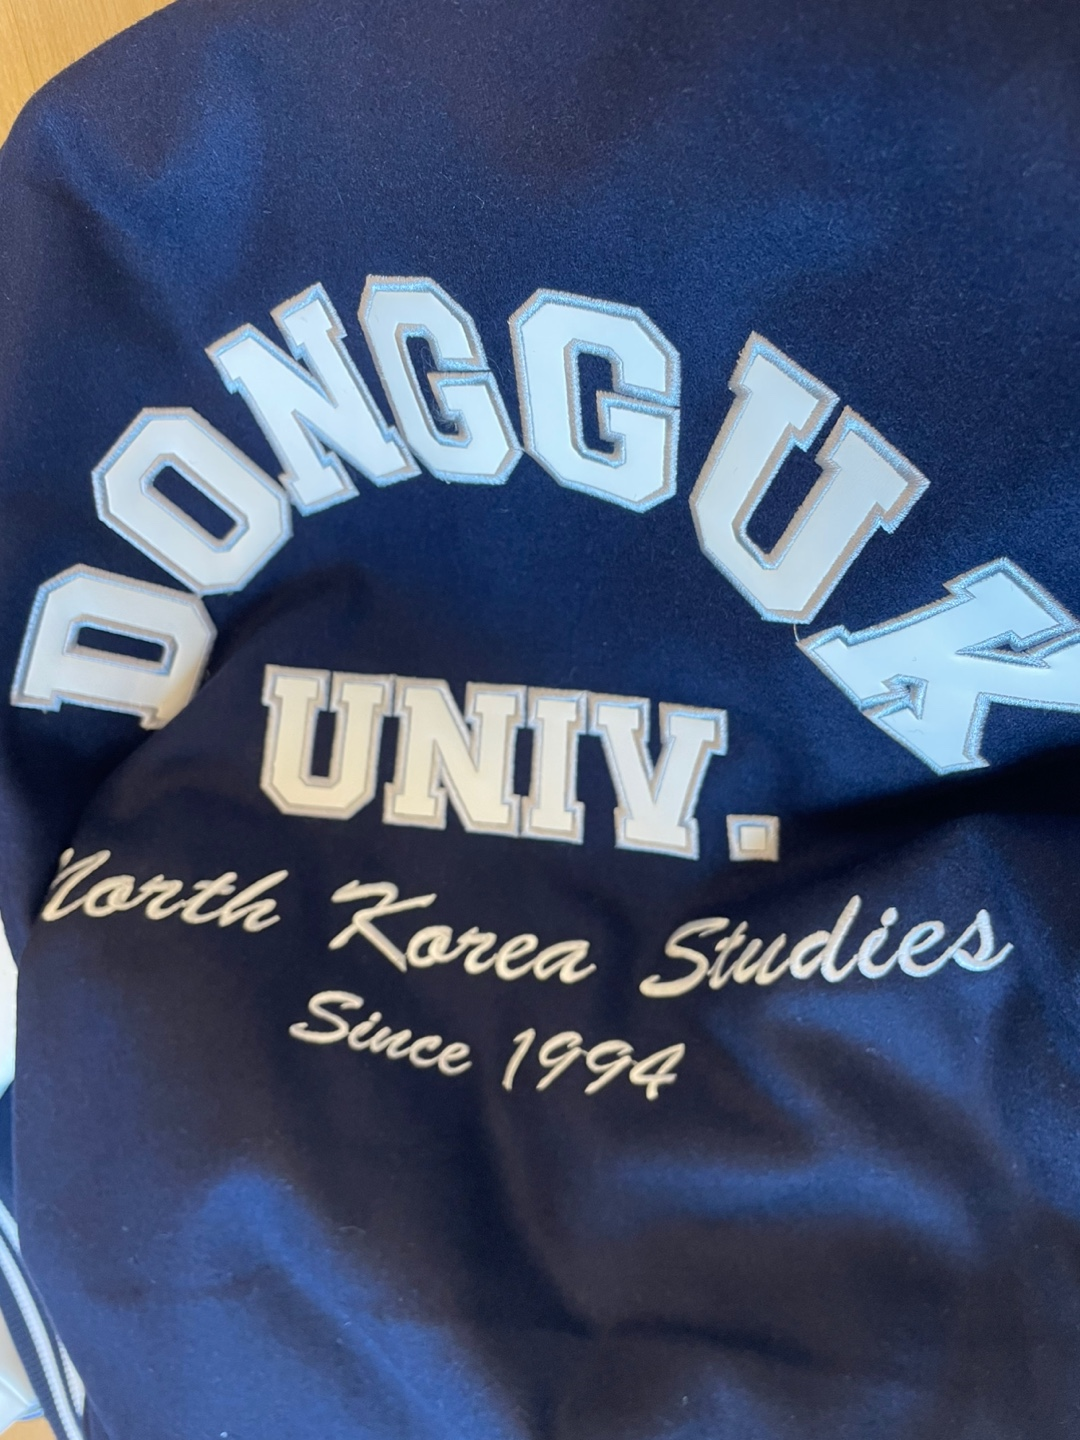 DONGGUK
UNIV.
North Korea Studies
Since 1994